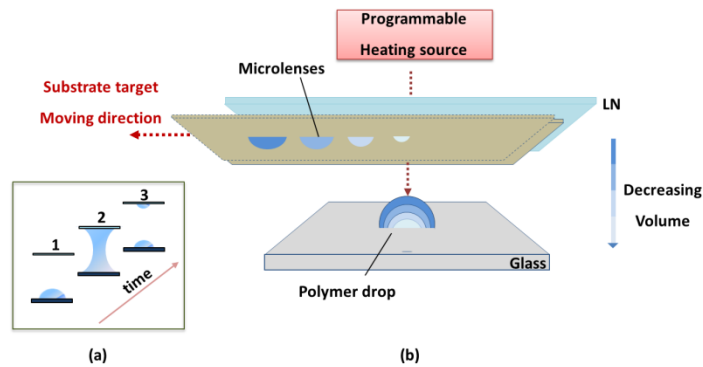 Programmable
Heating source
Microlenses
Substrate target
Moving direction
LN
Decreasing
Volume
1
2
3
time
Glass
Polymer drop
(a)
(b)